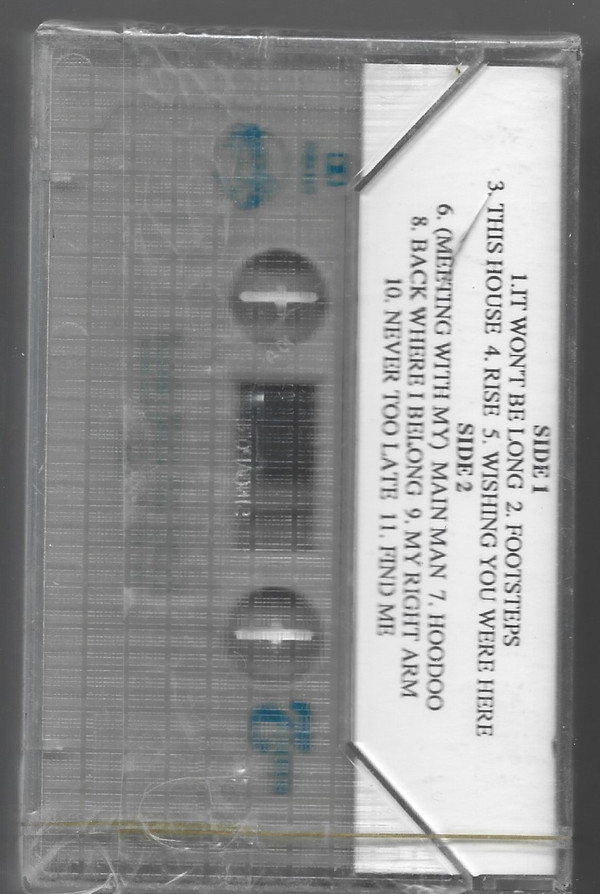 SIDE 1
1.IT WON'T BE LONG 2. FOOTSTEPS
3. THIS HOUSE 4. RISE 5. WISHING YOU WERE HERE
SIDE 2
6. (MEETING WITH MY) MAIN MAN 7. HOODOO
8. BACK WHERE I BELONG 9. MY RIGHT ARM
10. NEVER TOO LATE 11. FIND ME